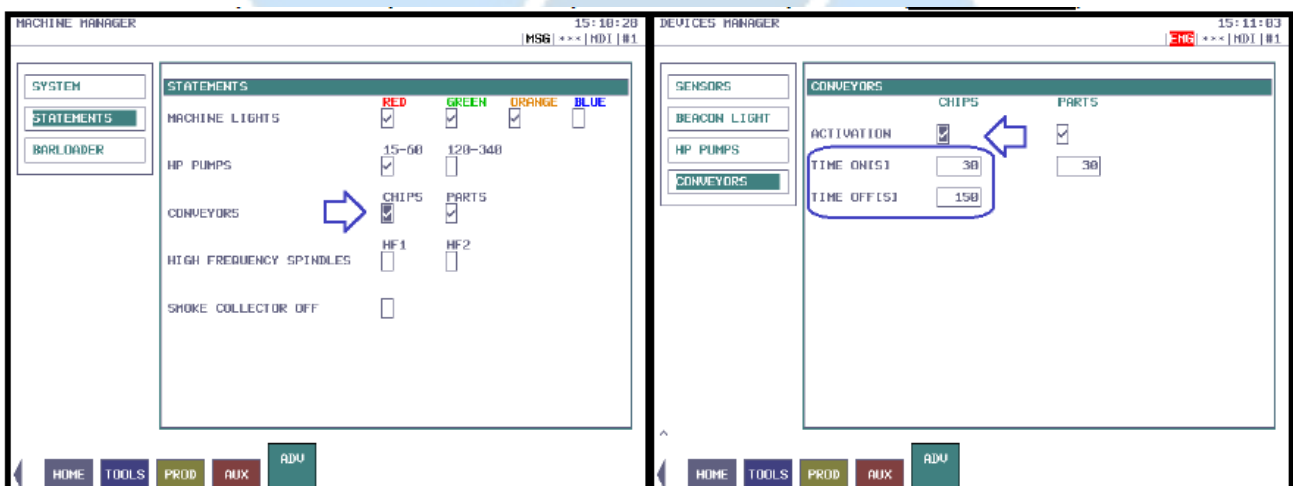 MACHINE MANAGER
15:10:28
|MSG| ***|MDI|#1
SYSTEM
STATEMENTS
BARLOADER
STATEMENTS
RED GREEN ORANGE BLUE
MACHINE LIGHTS
15-60 120-340
HP PUMPS
CHIPS PARTS
CONVEYORS
HF1 HF2
HIGH FREQUENCY SPINDLES
SMOKE COLLECTOR OFF
HOME TOOLS PROD AUX ADV
DEVICES MANAGER
15:11:03
|EMG| ***|MDI|#1
SENSORS
BEACON LIGHT
HP PUMPS
CONVEYORS
CONVEYORS
CHIPS PARTS
ACTIVATION
TIME ON[S] 30 30
TIME OFF[S] 150
HOME TOOLS PROD AUX ADV